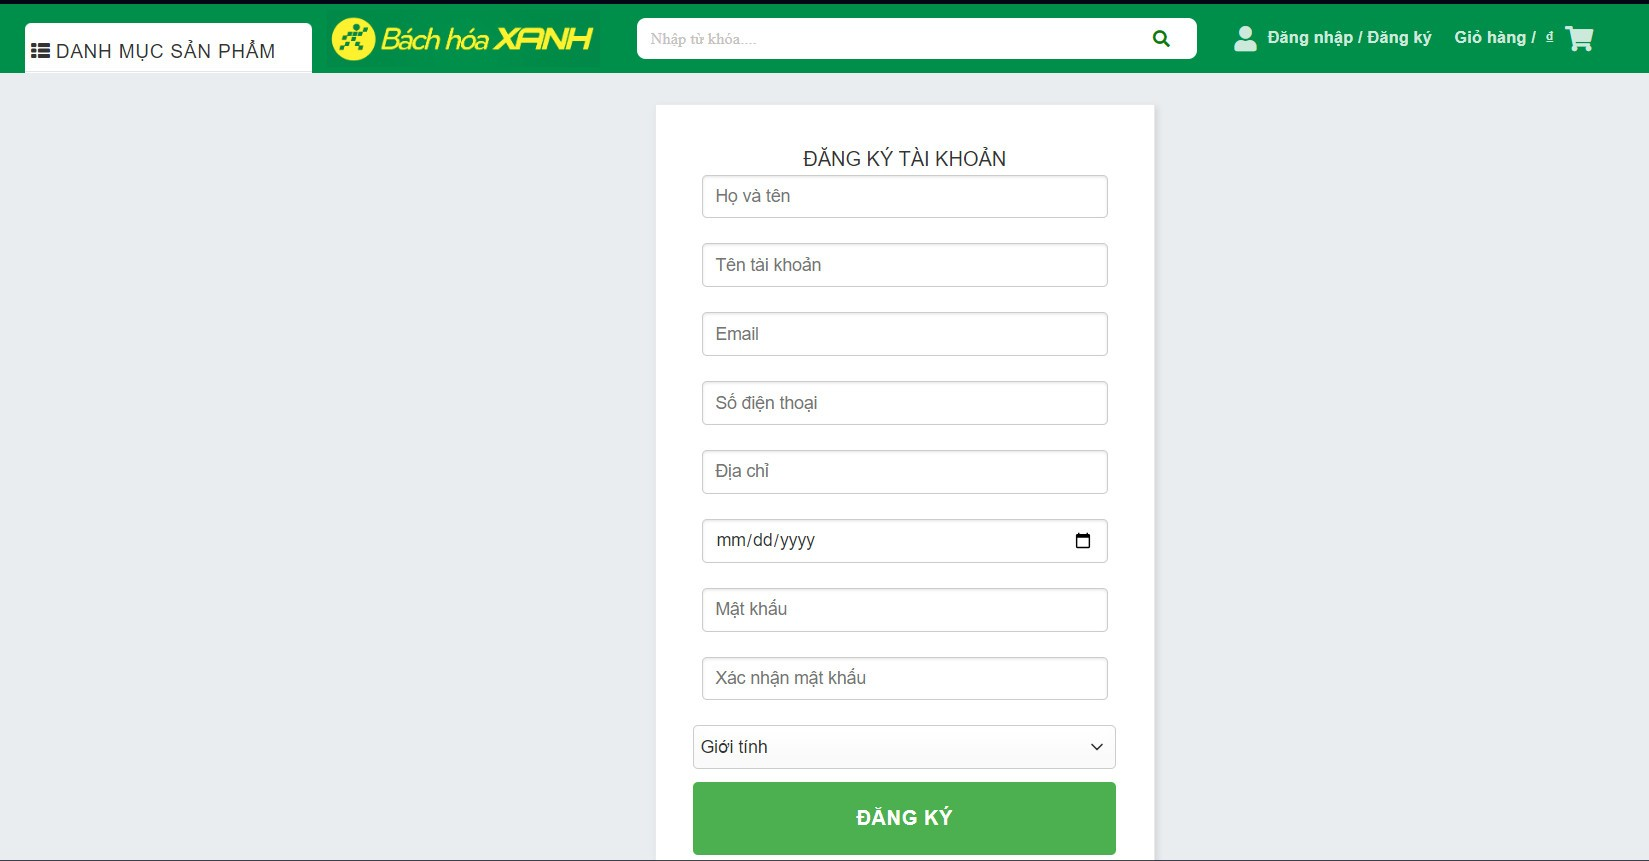 DANH MỤC SẢN PHẨM
Bách hóa XANH
Nhập từ khóa....
Đăng nhập / Đăng ký
Giỏ hàng / đ
ĐĂNG KÝ TÀI KHOẢN
Họ và tên
Tên tài khoản
Email
Số điện thoại
Địa chỉ
mm/dd/yyyy
Mật khẩu
Xác nhận mật khẩu
Giới tính
ĐĂNG KÝ